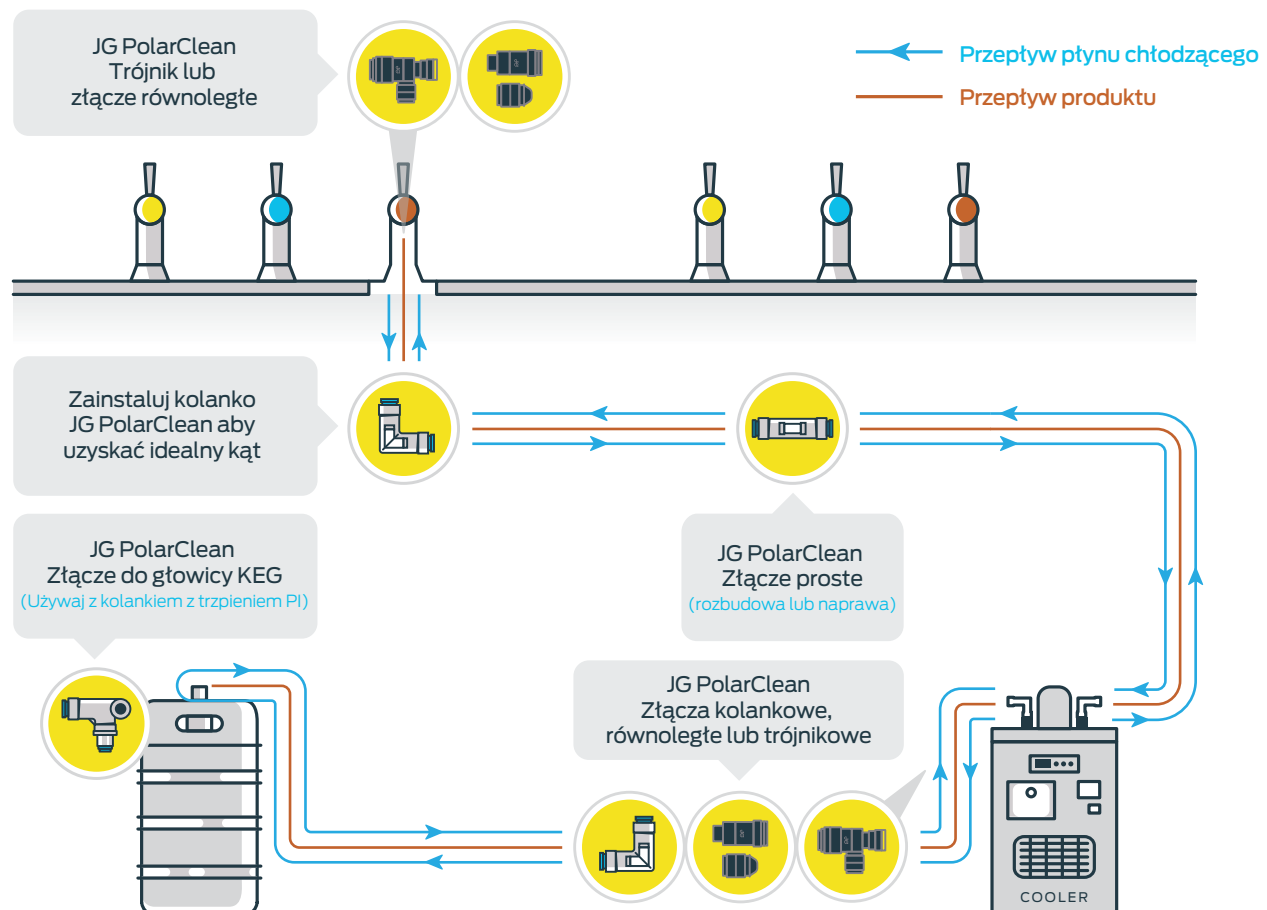 JG PolarClean
Trójnik lub
złącze równoległe
Przepływ płynu chłodzącego
Przepływ produktu
Zainstaluj kolanko
JG PolarClean aby
uzyskać idealny kąt
JG PolarClean
Złącze do głowicy KEG
(Używaj z kolankiem z trzpieniem PI)
JG PolarClean
Złącze proste
(rozbudowa lub naprawa)
JG PolarClean
Złącza kolankowe,
równoległe lub trójnikowe
COOLER